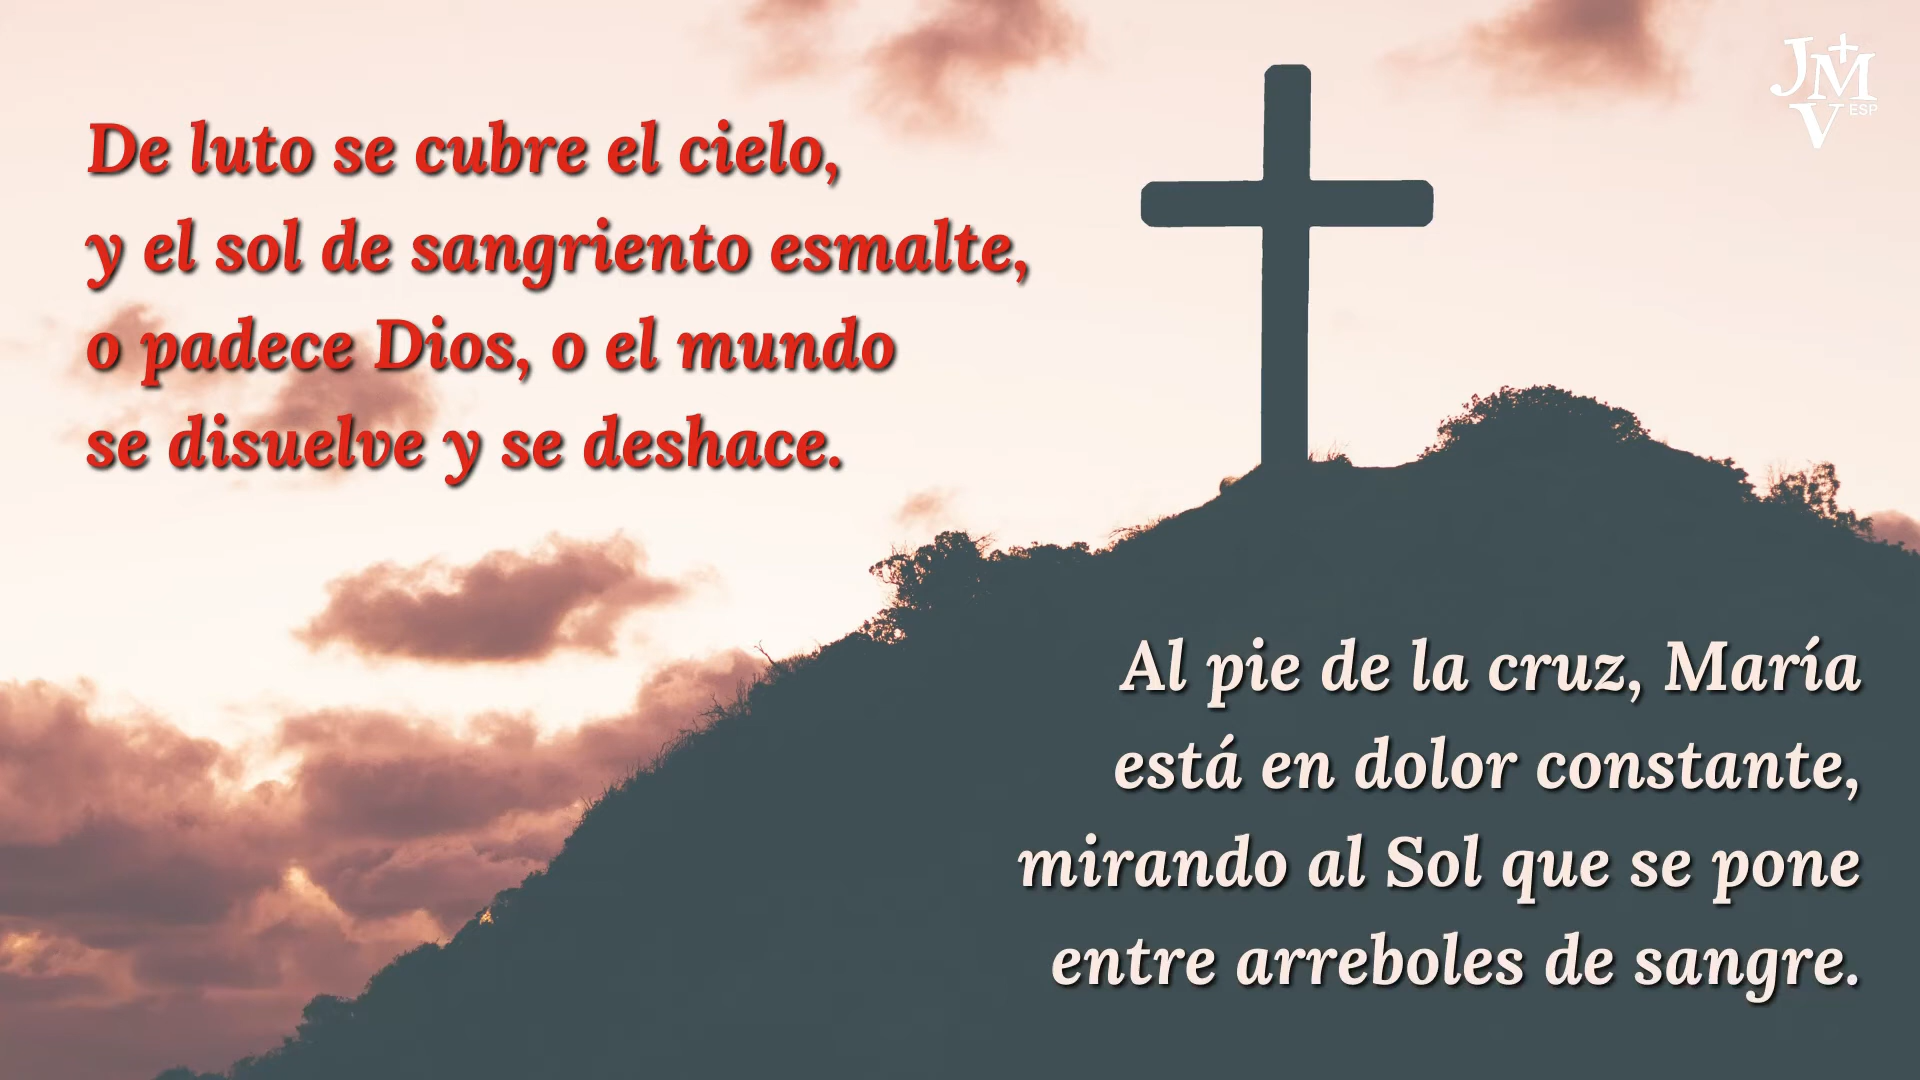 De luto se cubre el cielo,
y el sol de sangriento esmalte,
o padece Dios, o el mundo
se disuelve y se deshace.
Al pie de la cruz, María
está en dolor constante,
mirando al Sol que se pone
entre arreboles de sangre.
JMV ESP